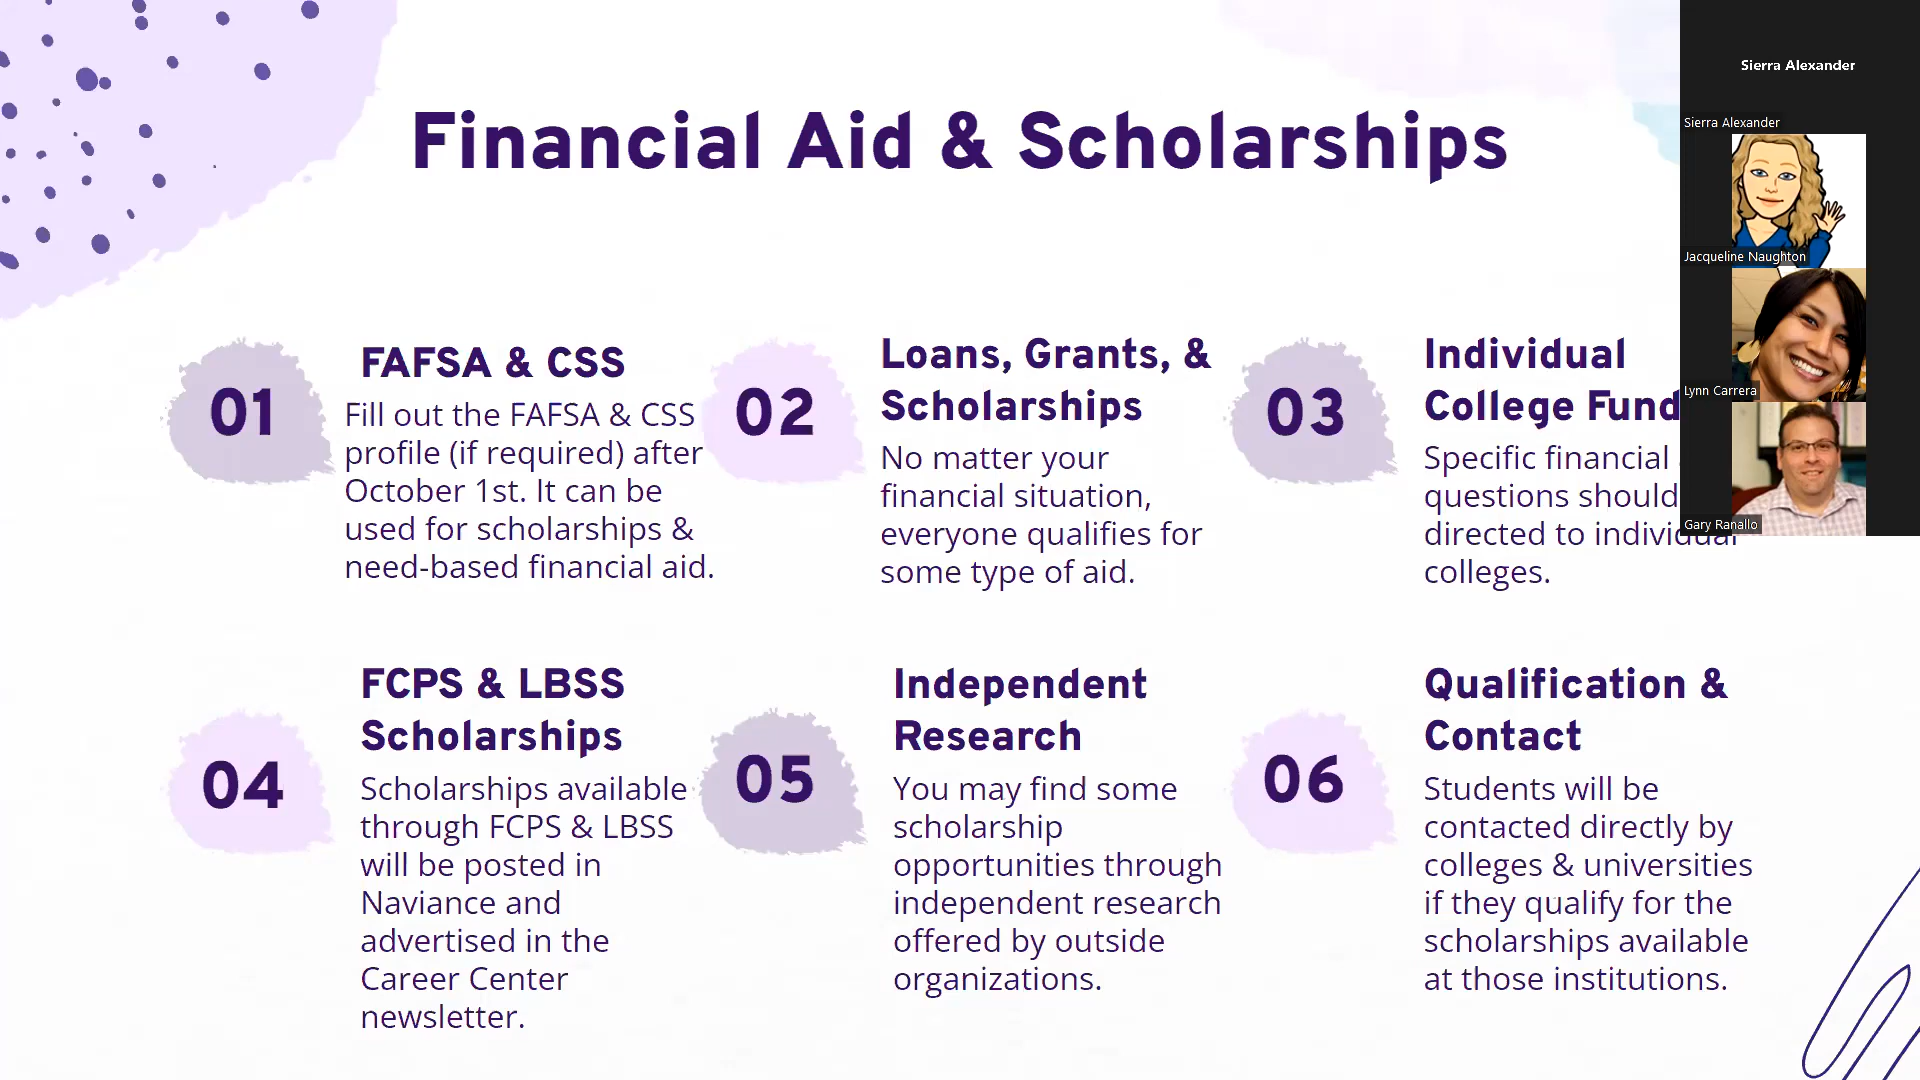 Financial Aid & Scholarships
01
FAFSA & CSS
Fill out the FAFSA & CSS
profile (if required) after
October 1st. It can be
used for scholarships &
need-based financial aid.
02
Loans, Grants, &
Scholarships
No matter your
financial situation,
everyone qualifies for
some type of aid.
03
Individual
College Fund
Specific financial
questions should
directed to individual
colleges.
04
FCPS & LBSS
Scholarships
Scholarships available
through FCPS & LBSS
will be posted in
Naviance and
advertised in the
Career Center
newsletter.
05
Independent
Research
You may find some
scholarship
opportunities through
independent research
offered by outside
organizations.
06
Qualification &
Contact
Students will be
contacted directly by
colleges & universities
if they qualify for the
scholarships available
at those institutions.
Sierra Alexander
Sierra Alexander
Jacqueline Naughton
Lynn Carrera
Gary Ranallo